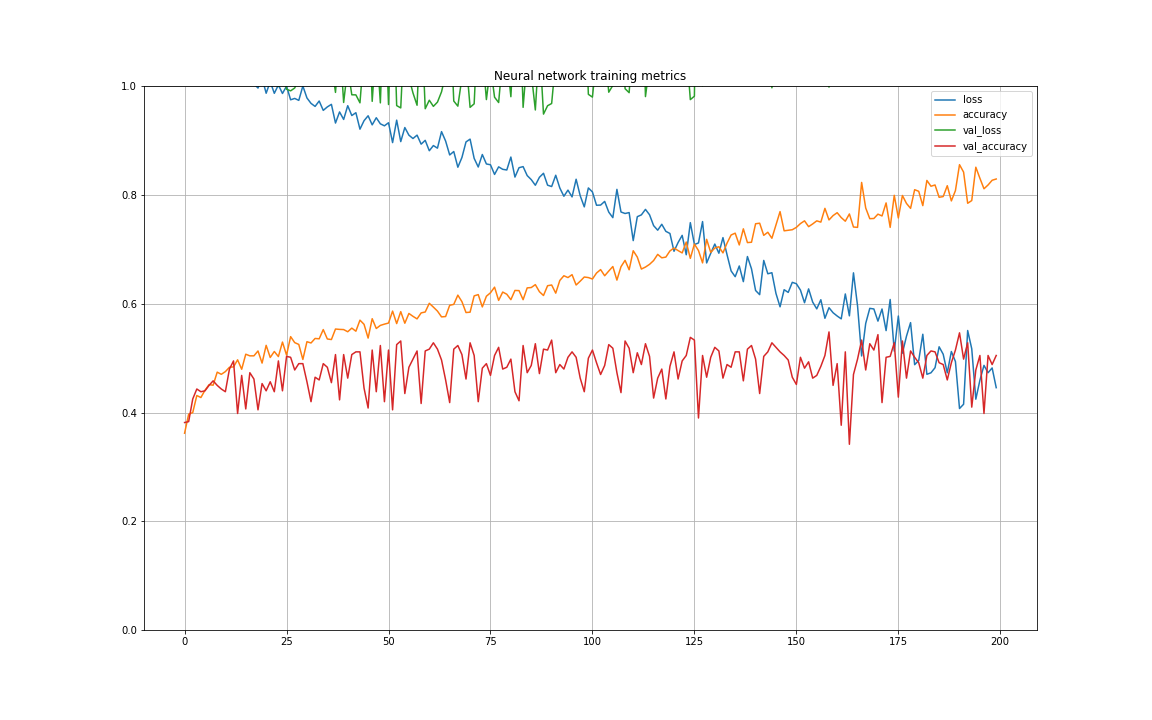 Neural network training metrics
1.0
0.8
0.6
0.4
0.2
0.0
loss
accuracy
val_loss
val_accuracy
0 25 50 75 100 125 150 175 200